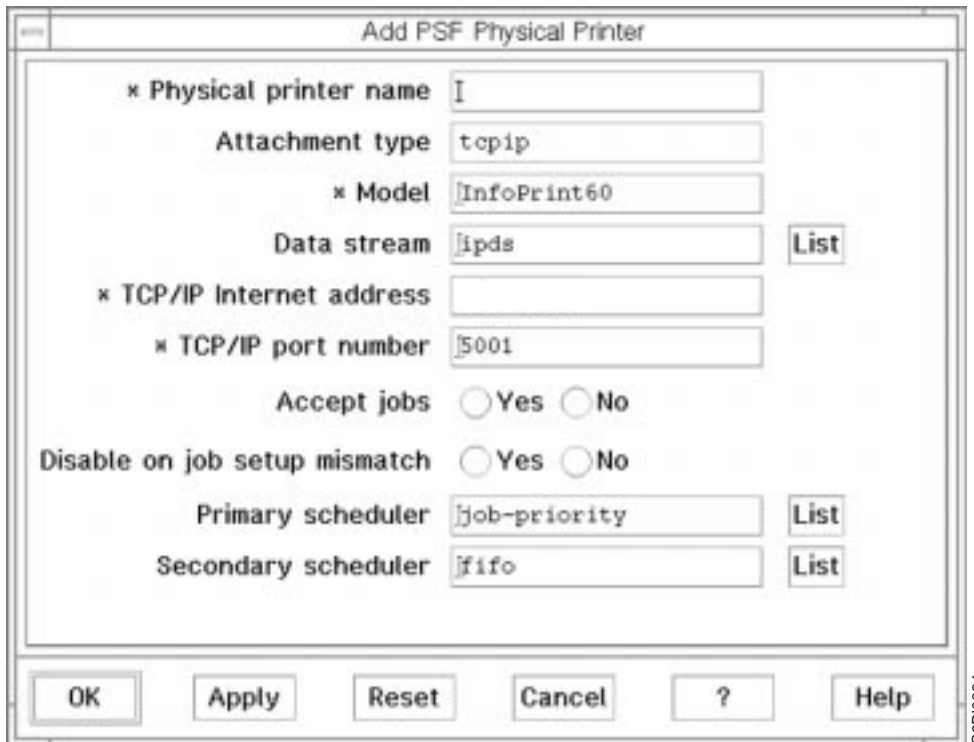 Add PSF Physical Printer
* Physical printer name
Attachment type tcpip
* Model InfoPrint60
Data stream ipds List
* TCP/IP Internet address
* TCP/IP port number 5001
Accept jobs Yes No
Disable on job setup mismatch Yes No
Primary scheduler job-priority List
Secondary scheduler fifo List
OK Apply Reset Cancel ? Help